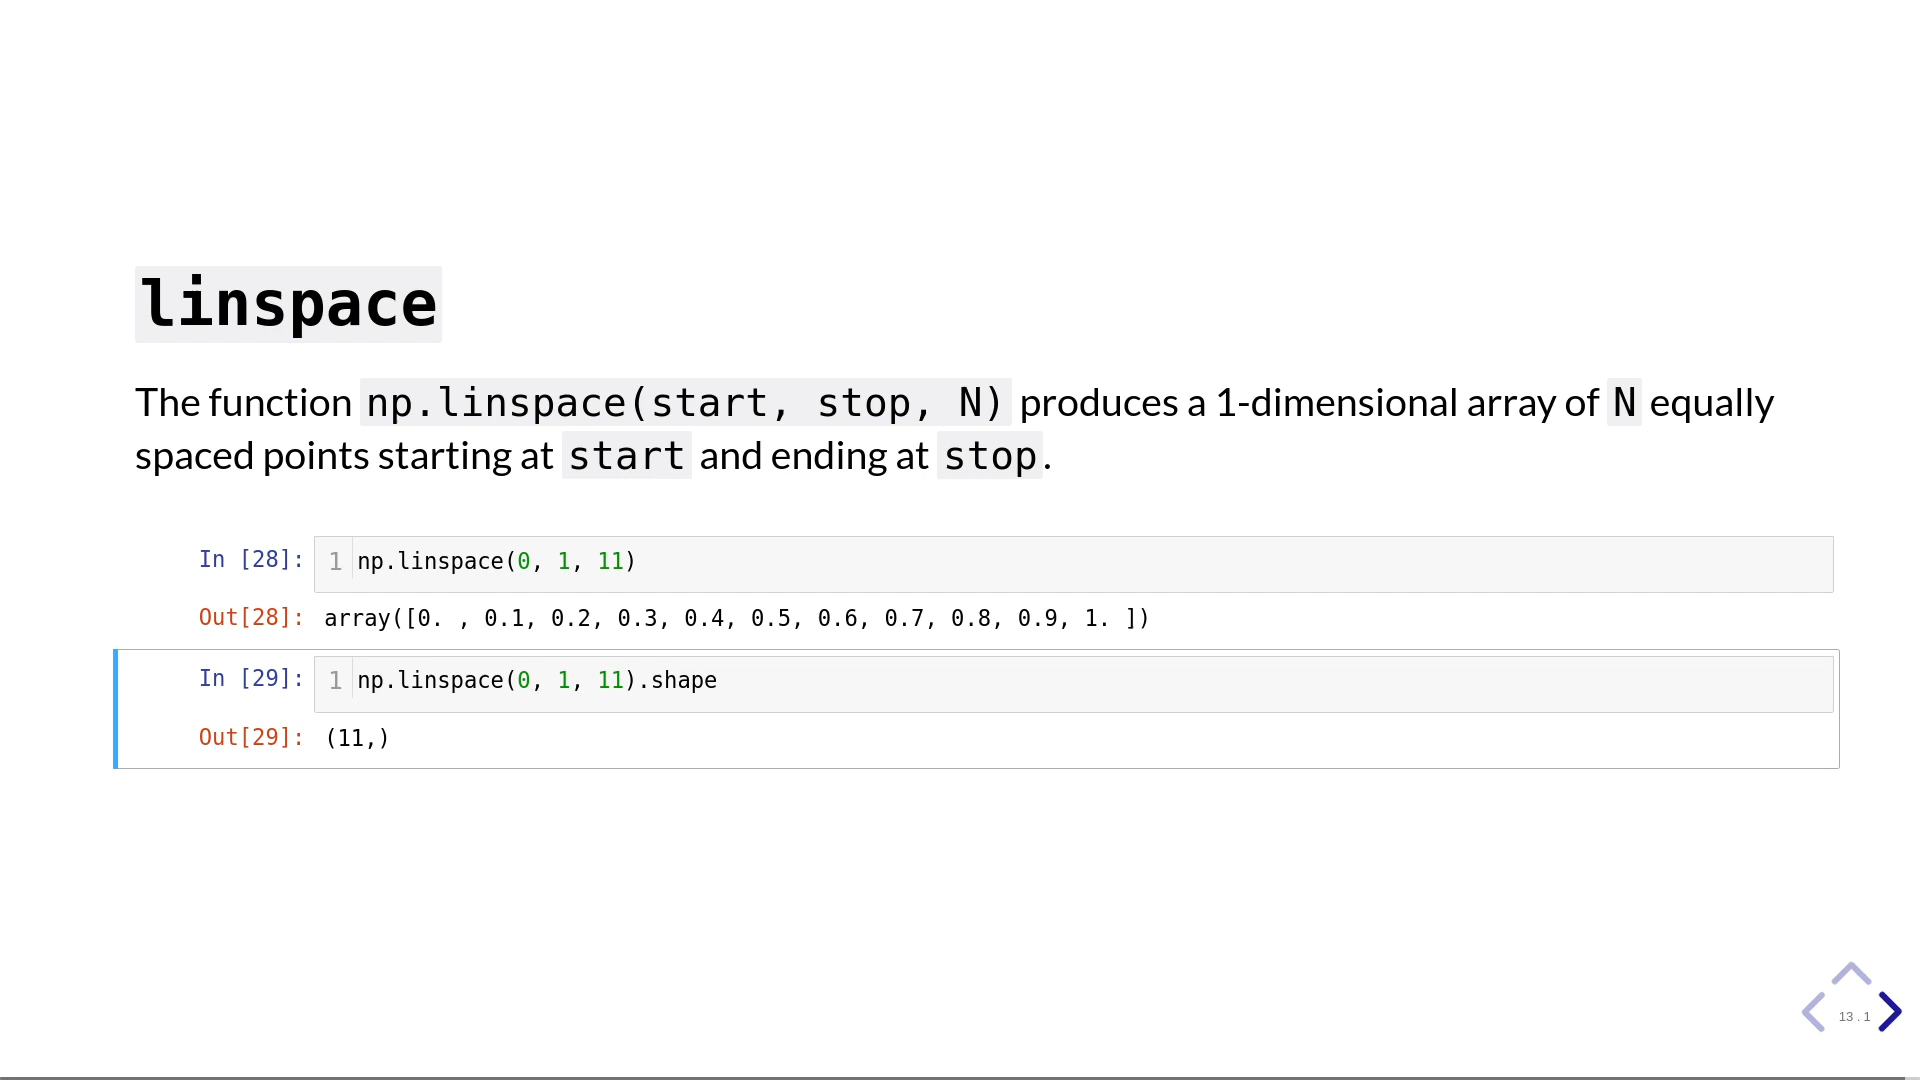 linspace
The function np.linspace(start, stop, N) produces a 1-dimensional array of N equally
spaced points starting at start and ending at stop.
In [28]: 1 np.linspace(0, 1, 11)
Out[28]: array([0. , 0.1, 0.2, 0.3, 0.4, 0.5, 0.6, 0.7, 0.8, 0.9, 1. ])
In [29]: 1 np.linspace(0, 1, 11).shape
Out[29]: (11,)
13 . 1